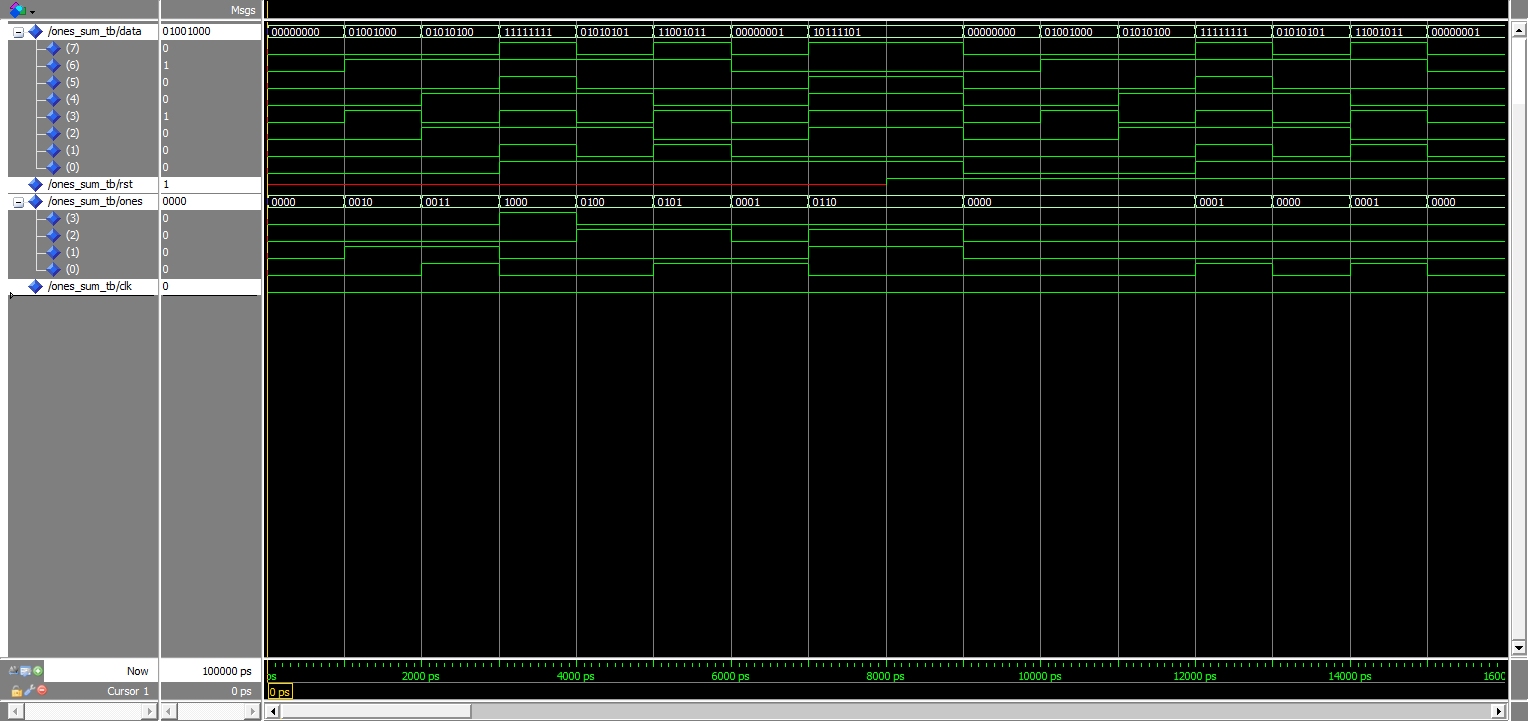 Msgs
/ones_sum_tb/data 01001000 00000000 01001000 01010100 11111111 01010101 11001011 00000001 10111101 00000000 01001000 01010100 11111111 01010101 11001011 00000001
(7) 0
(6) 1
(5) 0
(4) 0
(3) 1
(2) 0
(1) 0
(0) 0
/ones_sum_tb/rst 1
/ones_sum_tb/ones 0000 0000 0010 0011 1000 0100 0101 0001 0110 0000 0001 0000 0001 0000
(3) 0
(2) 0
(1) 0
(0) 0
/ones_sum_tb/clk 0
Now 100000 ps ps 2000 ps 4000 ps 6000 ps 8000 ps 10000 ps 12000 ps 14000 ps 1600
Cursor 1 0 ps 0 ps